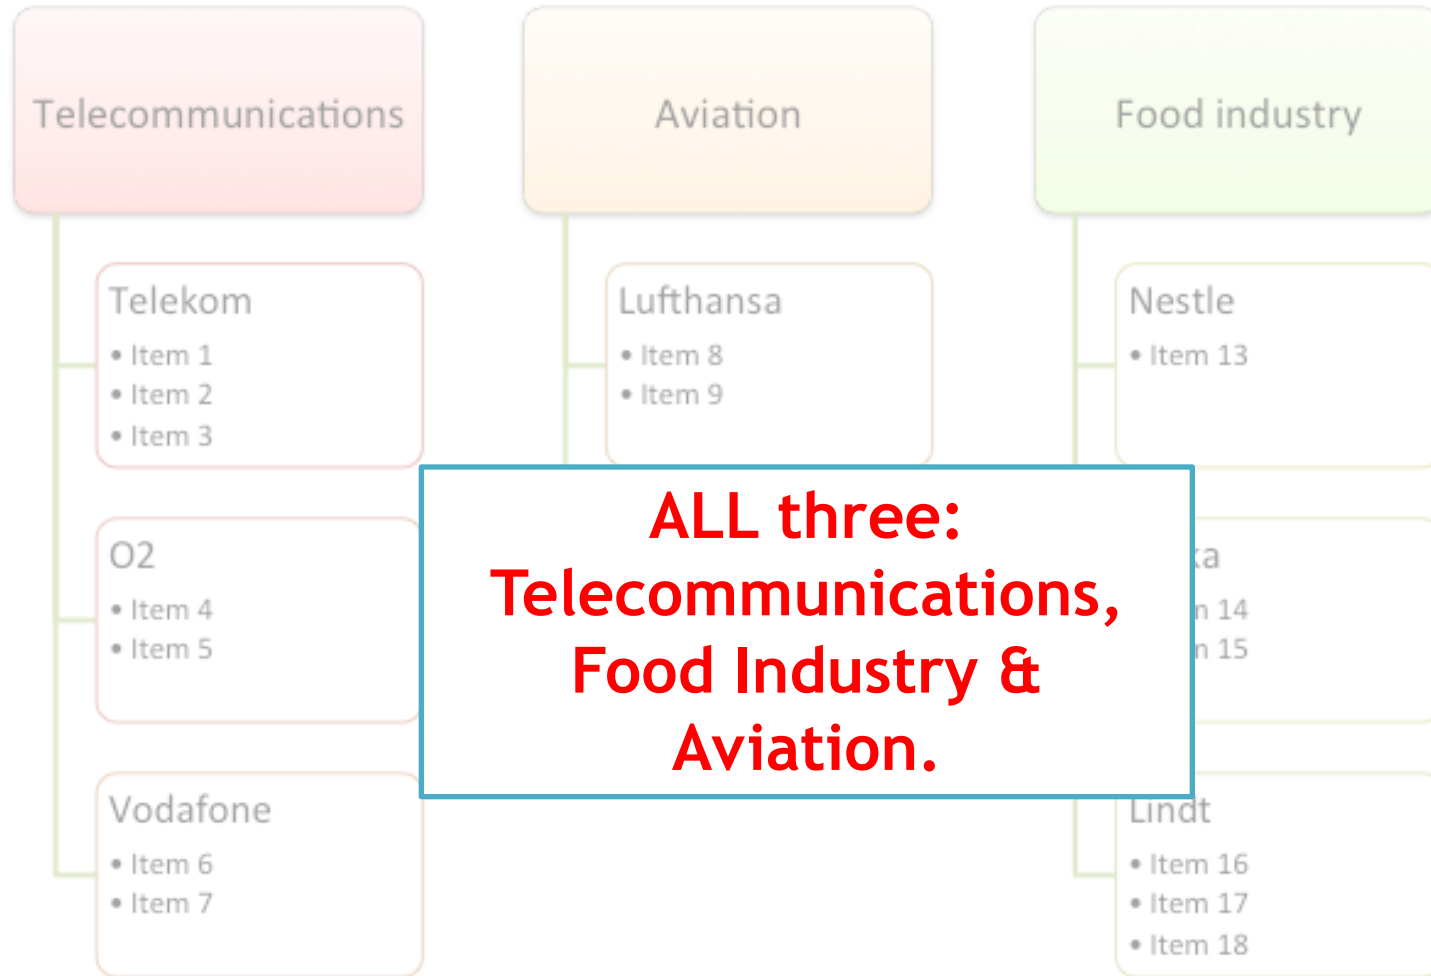 Telecommunications
Telekom
• Item 1
• Item 2
• Item 3
O2
• Item 4
• Item 5
Vodafone
• Item 6
• Item 7
Aviation
Lufthansa
• Item 8
• Item 9
Food industry
Nestle
• Item 13
14
15
Lindt
• Item 16
• Item 17
• Item 18
ALL three:
Telecommunications,
Food Industry &
Aviation.